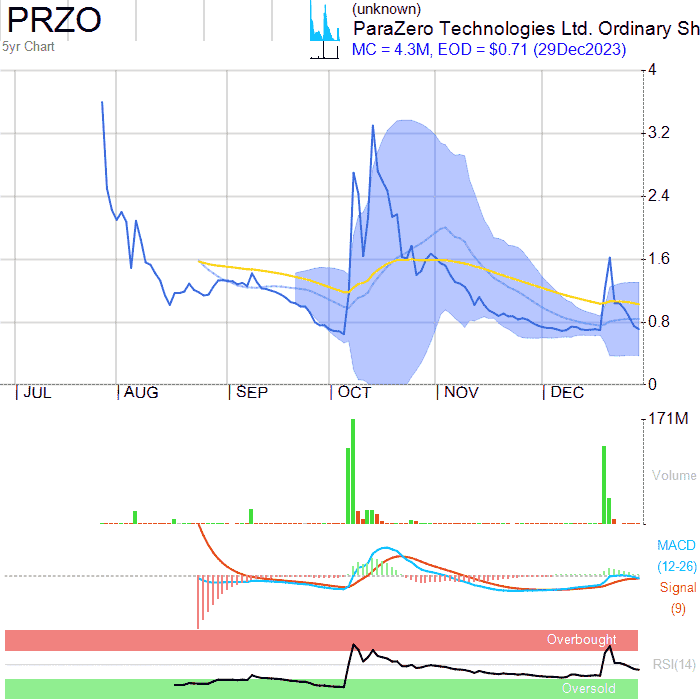 PRZO
5yr Chart
(unknown)
ParaZero Technologies Ltd. Ordinary Sh
MC = 4.3M, EOD = $0.71 (29Dec2023)
4
3.2
2.4
1.6
0.8
0
JUL AUG SEP OCT NOV DEC
171M
Volume
MACD
(12-26)
Signal
(9)
Overbought
RSI(14)
Oversold